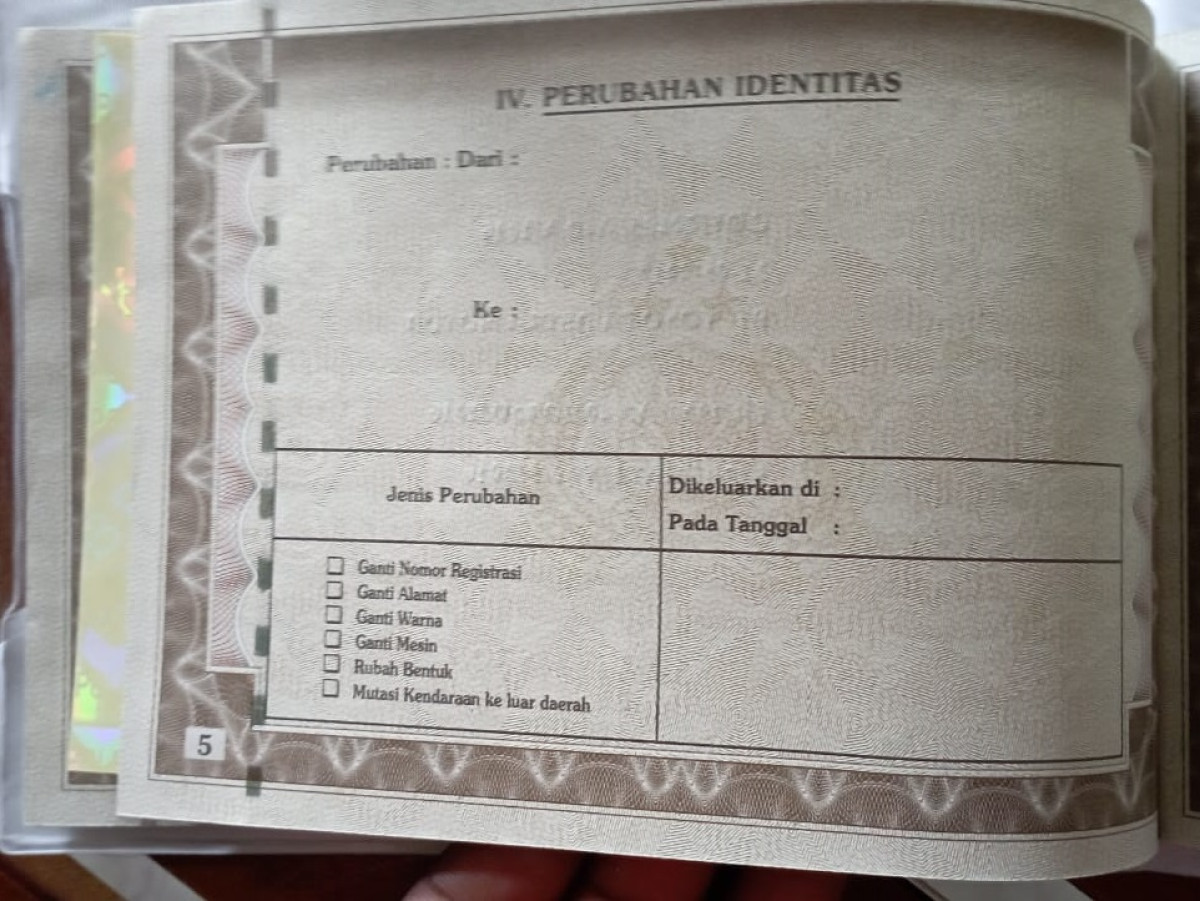 IV. PERUBAHAN IDENTITAS
Perubahan : Dari :
Ke :
Jenis Perubahan
Dikeluarkan di :
Pada Tanggal :
☐ Ganti Nomor Registrasi
☐ Ganti Alamat
☐ Ganti Warna
☐ Ganti Mesin
☐ Rubah Bentuk
☐ Mutasi Kendaraan ke luar daerah
5